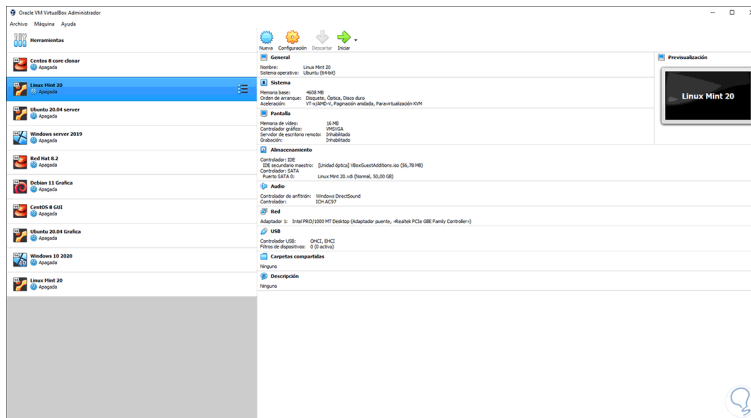 Oracle VM VirtualBox Administrador
Archivo Máquina Ayuda
Herramientas
Centos 8 core clonar
Apagada
Linux Mint 20
Apagada
Ubuntu 20.04 server
Apagada
Windows server 2019
Apagada
Red Hat 8.2
Apagada
Debian 11 Grafica
Apagada
CentOS 8 GUI
Apagada
Ubuntu 20.04 Grafica
Apagada
Windows 10 2020
Apagada
Linux Mint 20
Apagada
Nueva Configuración Descartar Iniciar
General
Nombre: Linux Mint 20
Sistema operativo: Ubuntu (64-bit)
Sistema
Memoria base: 4608 MB
Orden de arranque: Disquete, Óptica, Disco duro
Aceleración: VT-x/AMD-V, Paginación anidada, Paravirtualización KVM
Pantalla
Memoria de vídeo: 16 MB
Controlador gráfico: VMSVGA
Servidor de escritorio remoto: Inhabilitado
Grabación: Inhabilitado
Almacenamiento
Controlador: IDE
IDE secundario maestro: [Unidad óptica] VBoxGuestAdditions.iso (56,78 MB)
Controlador: SATA
Puerto SATA 0: Linux Mint 20.vdi (Normal, 50,00 GB)
Audio
Controlador de anfitrión: Windows DirectSound
Controlador: ICH AC97
Red
Adaptador 1: Intel PRO/1000 MT Desktop (Adaptador puente, «Realtek PCIe GBE Family Controller»)
USB
Controlador USB: OHCI, EHCI
Filtros de dispositivos: 0 (0 activo)
Carpetas compartidas
Ninguno
Descripción
Ninguno
Previsualización
Linux Mint 20